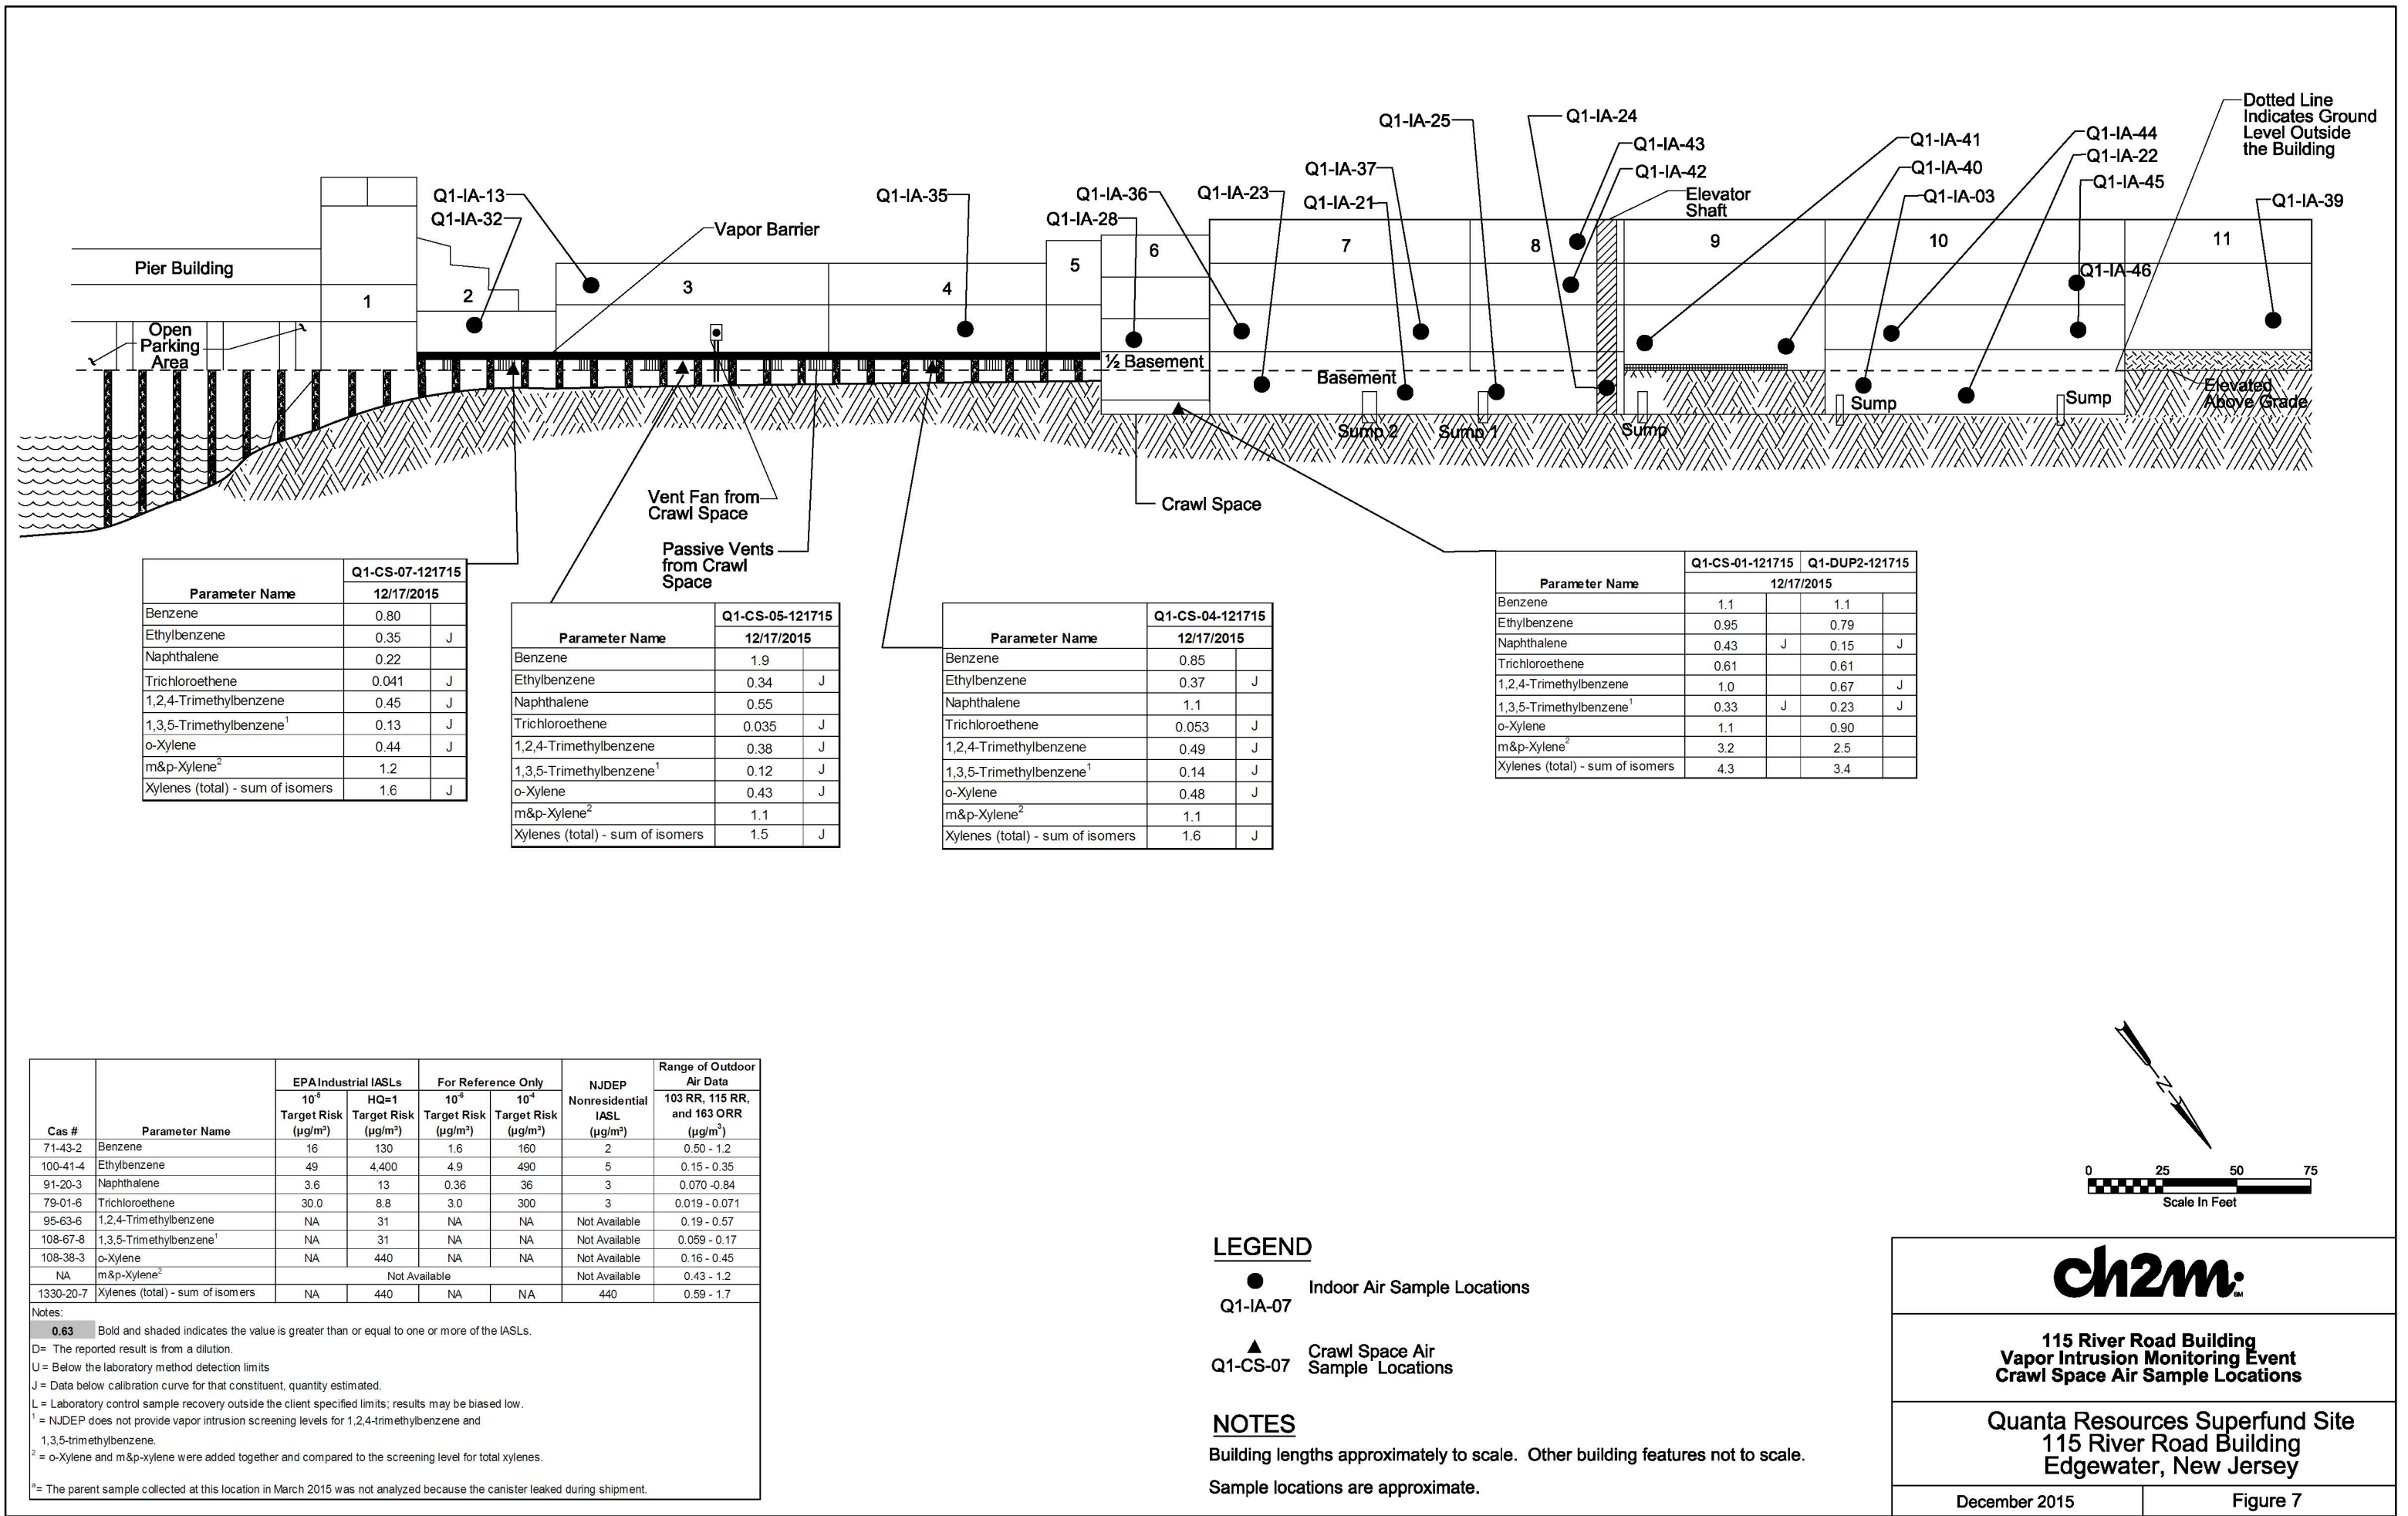 Q1-IA-13
Q1-IA-32
Vapor Barrier
Q1-IA-35
Q1-IA-36
Q1-IA-28
Q1-IA-23
Q1-IA-25
Q1-IA-37
Q1-IA-21
Q1-IA-24
Q1-IA-43
Q1-IA-42
Elevator
Shaft
Q1-IA-41
Q1-IA-40
Q1-IA-03
Q1-IA-44
Q1-IA-22
Q1-IA-45
Dotted Line
Indicates Ground
Level Outside
the Building
Q1-IA-39
Q1-IA-46
Pier Building
1
2
3
4
5
6
7
8
9
10
11
Open
Parking
Area
½ Basement
Basement
Sump 2
Sump 1
Sump
Sump
Sump
Elevated
Above Grade
Vent Fan from
Crawl Space
Passive Vents
from Crawl
Space
Crawl Space
Parameter Name Q1-CS-07-121715
12/17/2015
Benzene 0.80
Ethylbenzene 0.35 J
Naphthalene 0.22
Trichloroethene 0.041 J
1,2,4-Trimethylbenzene 0.45 J
1,3,5-Trimethylbenzene¹ 0.13 J
o-Xylene 0.44 J
m&p-Xylene² 1.2
Xylenes (total) - sum of isomers 1.6 J
Parameter Name Q1-CS-05-121715
12/17/2015
Benzene 1.9
Ethylbenzene 0.34 J
Naphthalene 0.55
Trichloroethene 0.035 J
1,2,4-Trimethylbenzene 0.38 J
1,3,5-Trimethylbenzene¹ 0.12 J
o-Xylene 0.43 J
m&p-Xylene² 1.1
Xylenes (total) - sum of isomers 1.5 J
Parameter Name Q1-CS-04-121715
12/17/2015
Benzene 0.85
Ethylbenzene 0.37 J
Naphthalene 1.1
Trichloroethene 0.053 J
1,2,4-Trimethylbenzene 0.49 J
1,3,5-Trimethylbenzene¹ 0.14 J
o-Xylene 0.48 J
m&p-Xylene² 1.1
Xylenes (total) - sum of isomers 1.6 J
Parameter Name Q1-CS-01-121715 Q1-DUP2-121715
12/17/2015
Benzene 1.1 1.1
Ethylbenzene 0.95 0.79
Naphthalene 0.43 J 0.15 J
Trichloroethene 0.61 0.61
1,2,4-Trimethylbenzene 1.0 0.67 J
1,3,5-Trimethylbenzene¹ 0.33 J 0.23 J
o-Xylene 1.1 0.90
m&p-Xylene² 3.2 2.5
Xylenes (total) - sum of isomers 4.3 3.4
Cas # Parameter Name
EPA Industrial IASLs
10⁻⁵ Target Risk (µg/m³)
HQ=1 Target Risk (µg/m³)
For Reference Only
10⁻⁶ Target Risk (µg/m³)
10⁻⁴ Target Risk (µg/m³)
NJDEP Nonresidential IASL (µg/m³)
Range of Outdoor Air Data
103 RR, 115 RR, and 163 ORR (µg/m³)
71-43-2 Benzene 16 130 1.6 160 2 0.50 - 1.2
100-41-4 Ethylbenzene 49 4,400 4.9 490 5 0.15 - 0.35
91-20-3 Naphthalene 3.6 13 0.36 36 3 0.070 -0.84
79-01-6 Trichloroethene 30.0 8.8 3.0 300 3 0.019 - 0.071
95-63-6 1,2,4-Trimethylbenzene NA 31 NA NA Not Available 0.19 - 0.57
108-67-8 1,3,5-Trimethylbenzene¹ NA 31 NA NA Not Available 0.059 - 0.17
108-38-3 o-Xylene NA 440 NA NA Not Available 0.16 - 0.45
NA m&p-Xylene² Not Available Not Available 0.43 - 1.2
1330-20-7 Xylenes (total) - sum of isomers NA 440 NA NA 440 0.59 - 1.7
Notes:
0.63 Bold and shaded indicates the value is greater than or equal to one or more of the IASLs.
D= The reported result is from a dilution.
U = Below the laboratory method detection limits
J = Data below calibration curve for that constituent, quantity estimated.
L = Laboratory control sample recovery outside the client specified limits; results may be biased low.
¹ = NJDEP does not provide vapor intrusion screening levels for 1,2,4-trimethylbenzene and
1,3,5-trimethylbenzene.
² = o-Xylene and m&p-xylene were added together and compared to the screening level for total xylenes.
ª= The parent sample collected at this location in March 2015 was not analyzed because the canister leaked during shipment.
LEGEND
Q1-IA-07 Indoor Air Sample Locations
Q1-CS-07 Crawl Space Air
Sample Locations
NOTES
Building lengths approximately to scale. Other building features not to scale.
Sample locations are approximate.
N
0 25 50 75
Scale In Feet
ch2m:
SM
115 River Road Building
Vapor Intrusion Monitoring Event
Crawl Space Air Sample Locations
Quanta Resources Superfund Site
115 River Road Building
Edgewater, New Jersey
December 2015 Figure 7